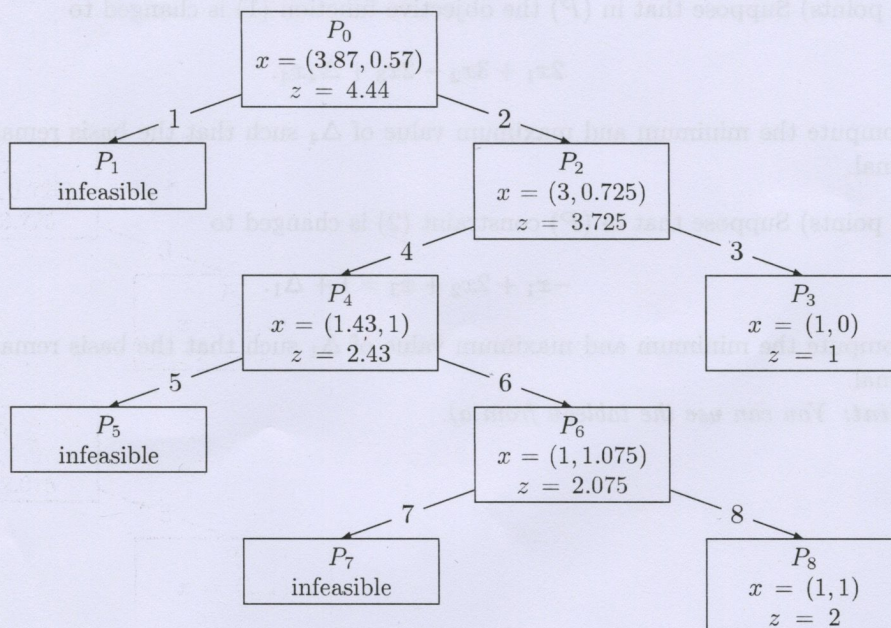 P₀
x = (3.87, 0.57)
z = 4.44
1
2
P₁
infeasible
P₂
x = (3, 0.725)
z = 3.725
4
3
P₄
x = (1.43, 1)
z = 2.43
P₃
x = (1, 0)
z = 1
5
6
P₅
infeasible
P₆
x = (1, 1.075)
z = 2.075
7
8
P₇
infeasible
P₈
x = (1, 1)
z = 2